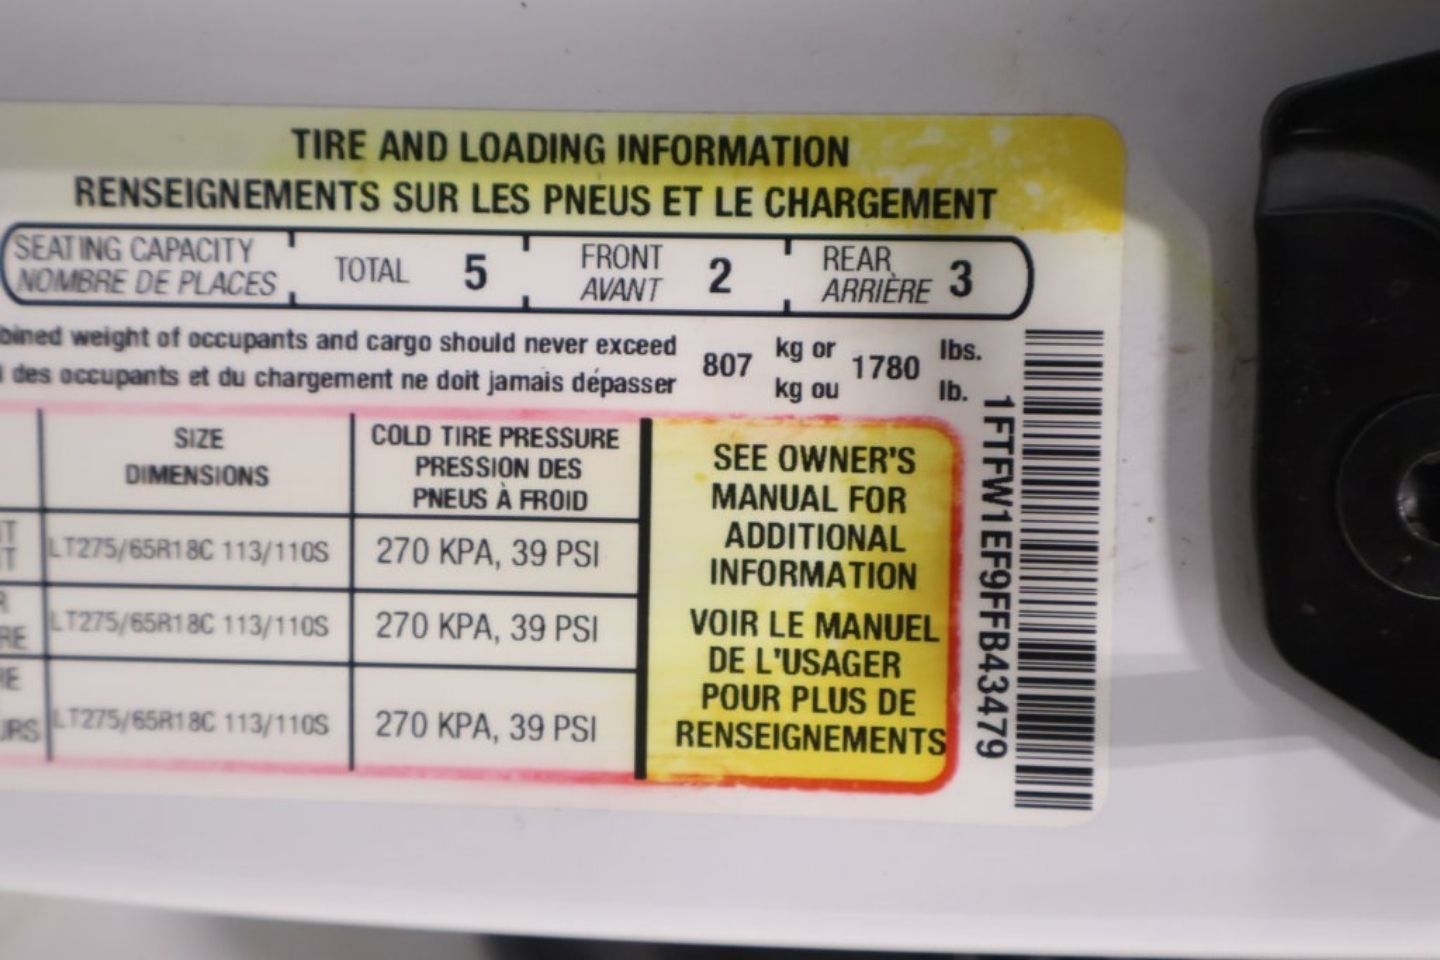 TIRE AND LOADING INFORMATION
RENSEIGNEMENTS SUR LES PNEUS ET LE CHARGEMENT
SEATING CAPACITY TOTAL 5 FRONT 2 REAR 3
NOMBRE DE PLACES AVANT ARRIÈRE
bined weight of occupants and cargo should never exceed 807 kg or 1780 lbs.
des occupants et du chargement ne doit jamais dépasser kg ou lb.
SIZE
DIMENSIONS
COLD TIRE PRESSURE
PRESSION DES
PNEUS À FROID
LT275/65R18C 113/110S 270 KPA, 39 PSI
LT275/65R18C 113/110S 270 KPA, 39 PSI
RE
URS LT275/65R18C 113/110S 270 KPA, 39 PSI
SEE OWNER'S
MANUAL FOR
ADDITIONAL
INFORMATION
VOIR LE MANUEL
DE L'USAGER
POUR PLUS DE
RENSEIGNEMENTS
1FTFW1EF9FFB43479